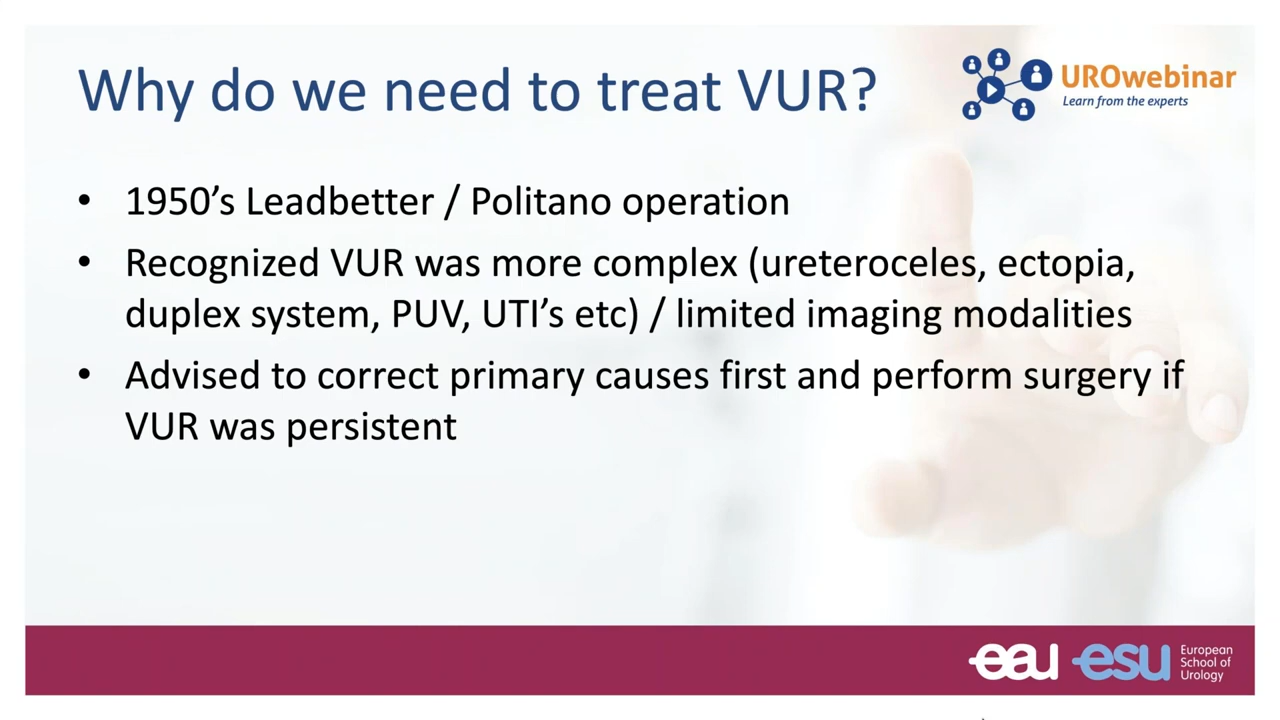 Why do we need to treat VUR?
UROwebinar
Learn from the experts
• 1950’s Leadbetter / Politano operation
• Recognized VUR was more complex (ureteroceles, ectopia,
duplex system, PUV, UTI’s etc) / limited imaging modalities
• Advised to correct primary causes first and perform surgery if
VUR was persistent
eau esu
European
School of
Urology